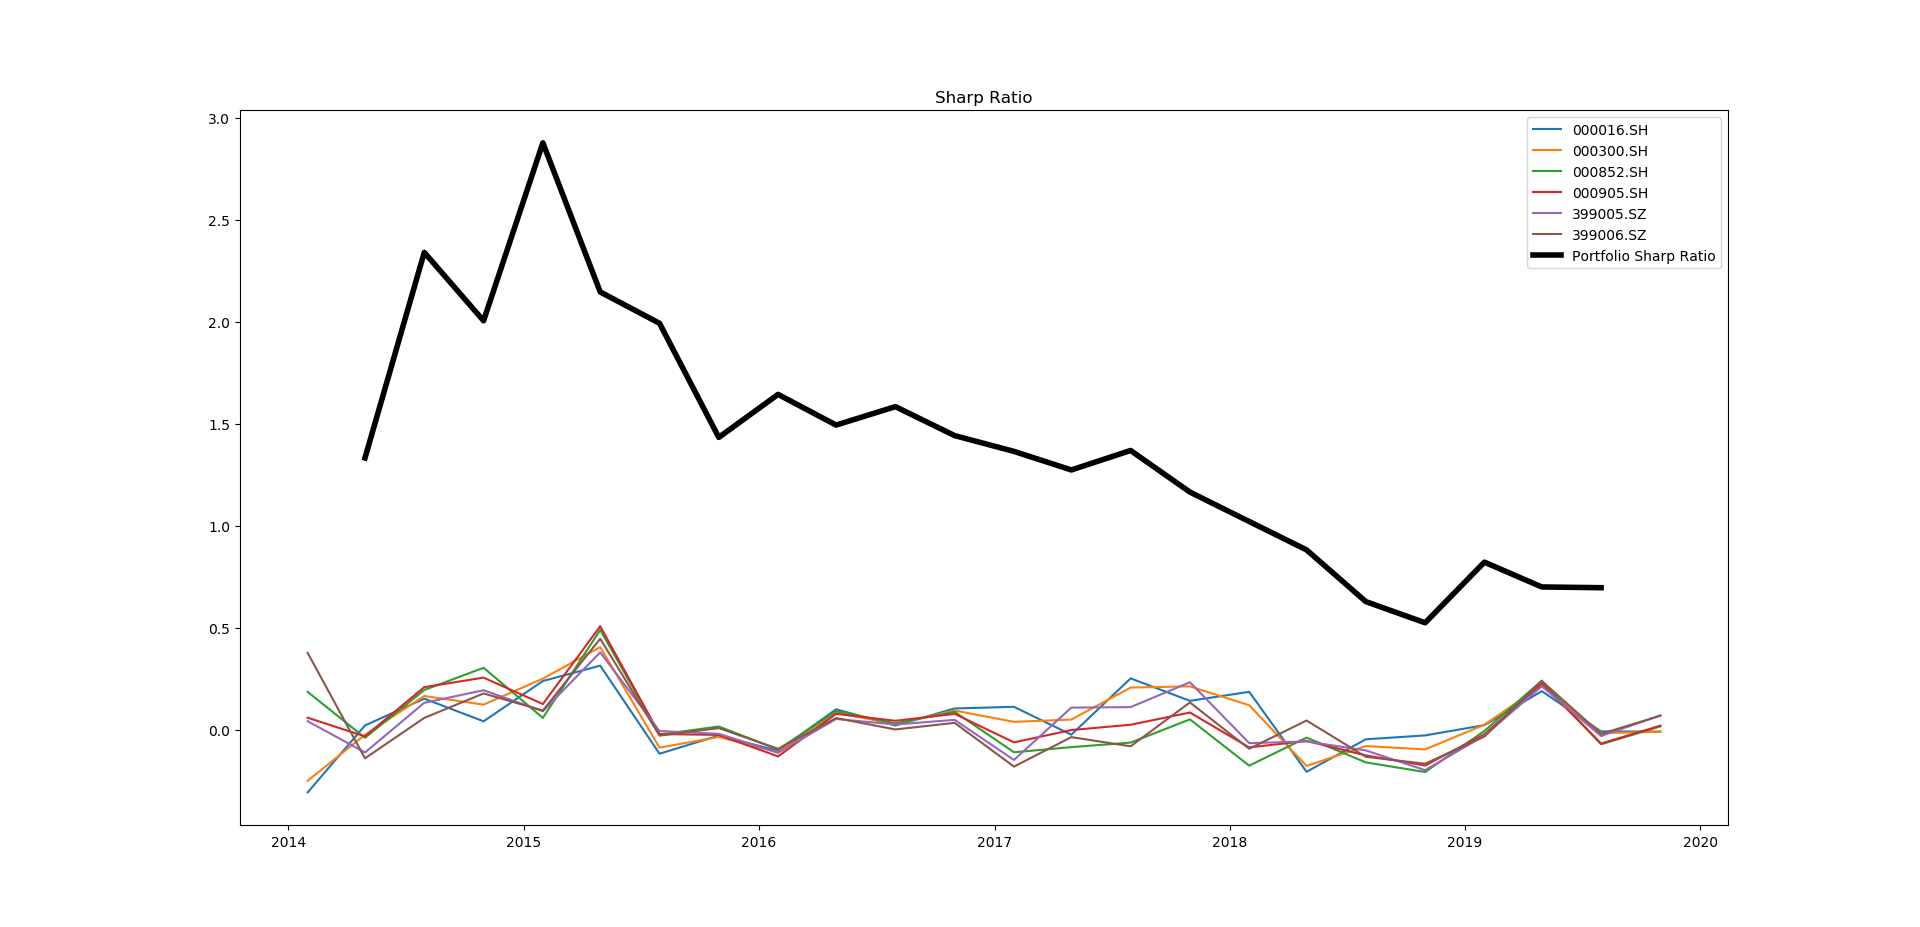 Sharp Ratio
3.0
2.5
2.0
1.5
1.0
0.5
0.0
2014 2015 2016 2017 2018 2019 2020
000016.SH
000300.SH
000852.SH
000905.SH
399005.SZ
399006.SZ
Portfolio Sharp Ratio